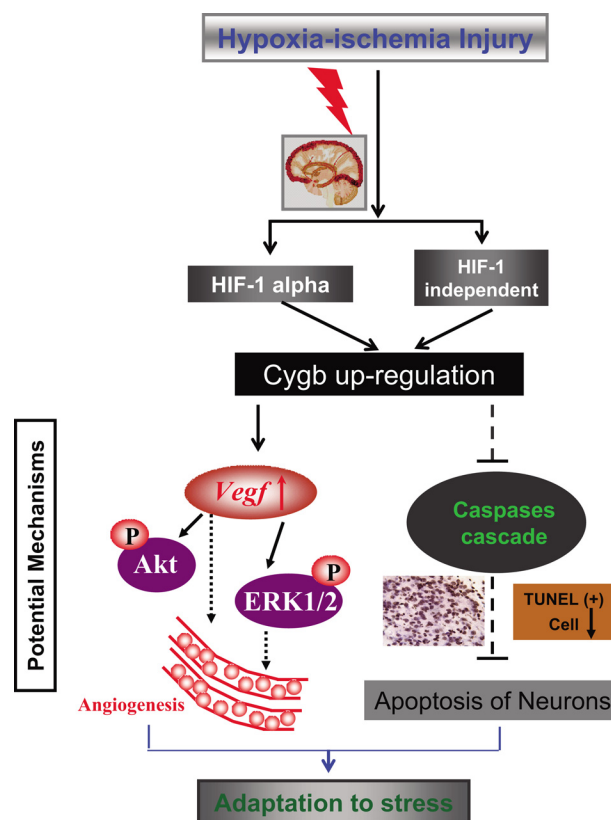 Hypoxia-ischemia Injury
HIF-1 alpha
HIF-1
independent
Cygb up-regulation
Potential Mechanisms
Vegf
P
Akt
P
ERK1/2
Angiogenesis
Caspases
cascade
TUNEL (+)
Cell
Apoptosis of Neurons
Adaptation to stress